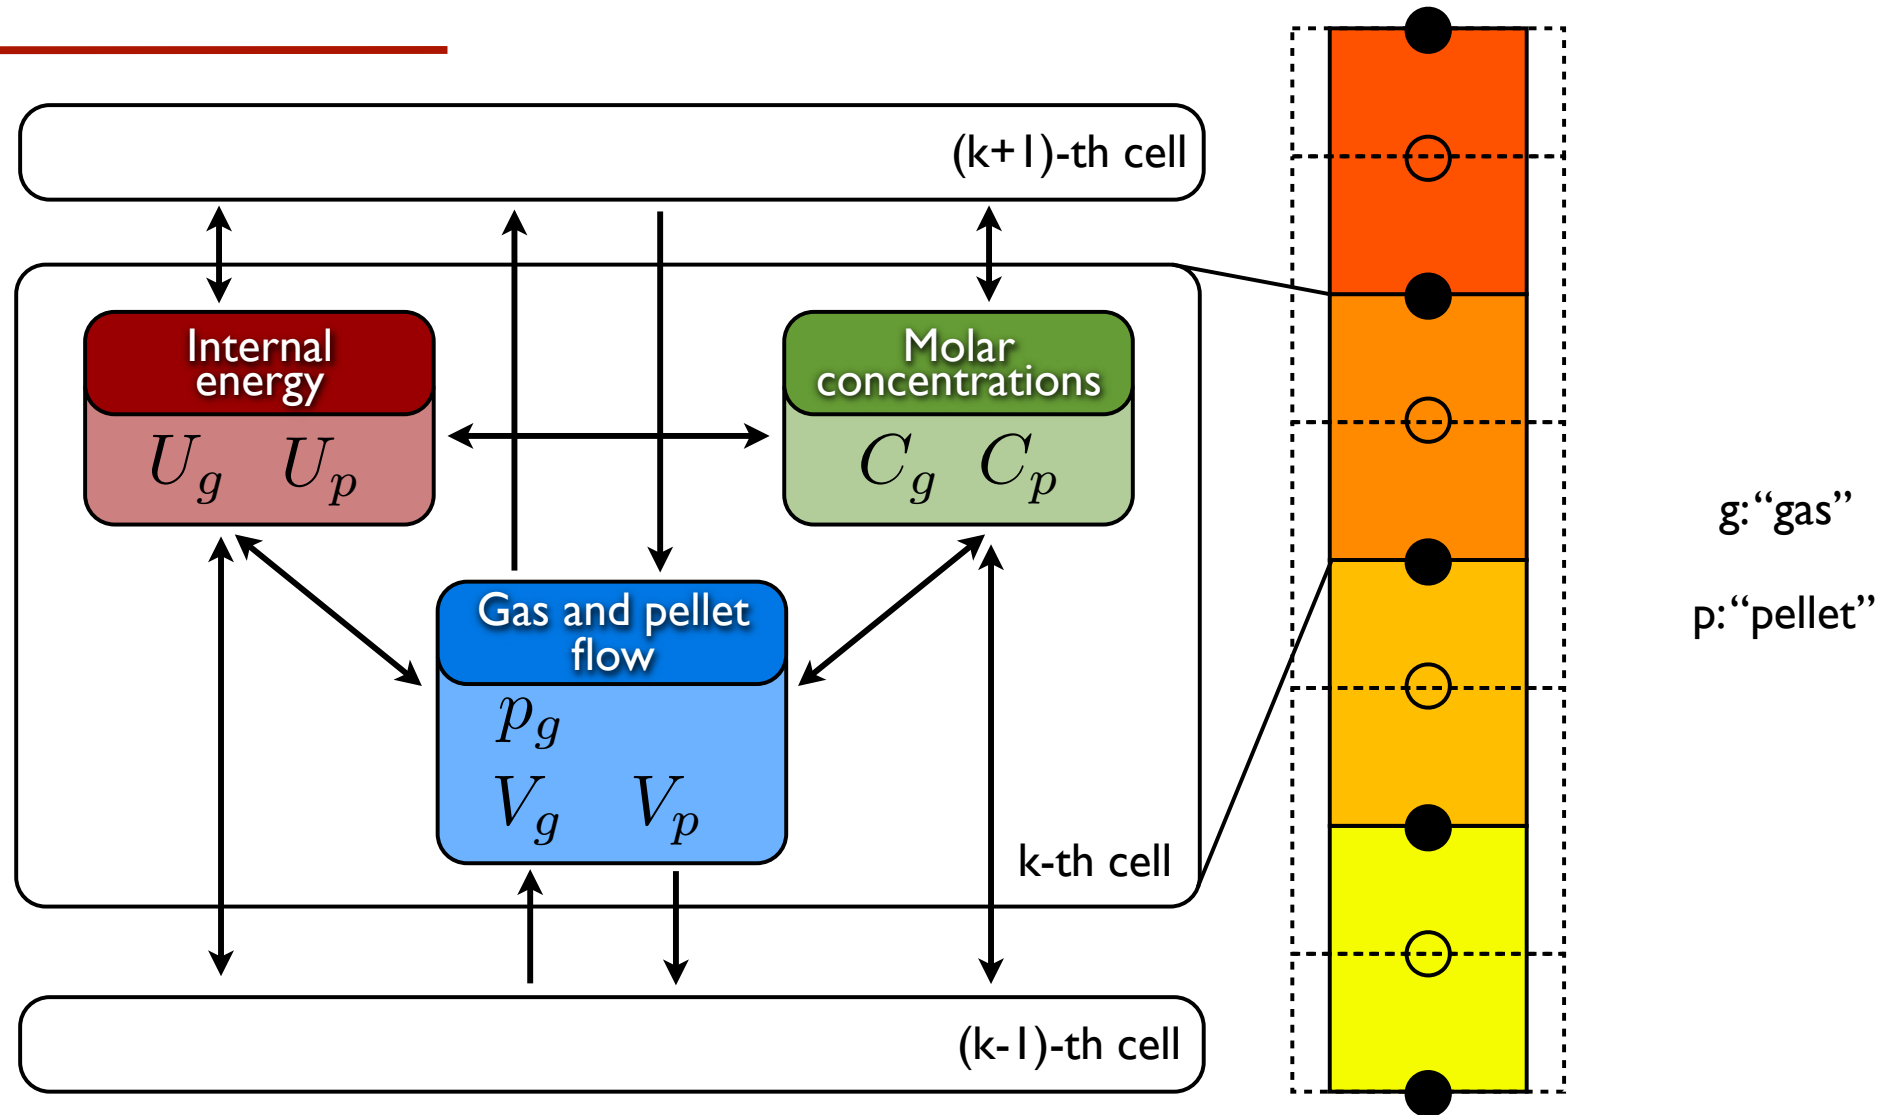 (k+1)-th cell
Internal
energy
U_g U_p
Molar
concentrations
C_g C_p
Gas and pellet
flow
p_g
V_g V_p
k-th cell
(k-1)-th cell
g:“gas”
p:“pellet”